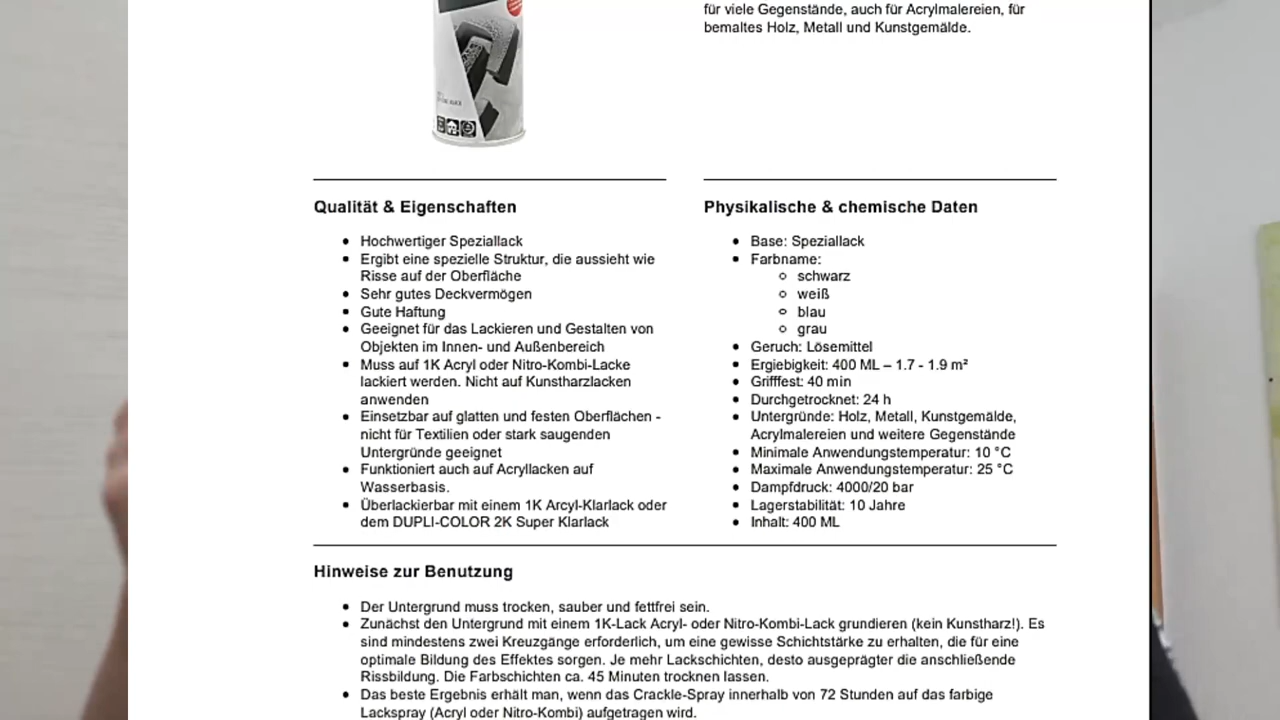 für viele Gegenstände, auch für Acrylmalereien, für
bemaltes Holz, Metall und Kunstgemälde.
Qualität & Eigenschaften
Hochwertiger Speziallack
Ergibt eine spezielle Struktur, die aussieht wie
Risse auf der Oberfläche
Sehr gutes Deckvermögen
Gute Haftung
Geeignet für das Lackieren und Gestalten von
Objekten im Innen- und Außenbereich
Muss auf 1K Acryl oder Nitro-Kombi-Lacke
lackiert werden. Nicht auf Kunstharzlacken
anwenden
Einsetzbar auf glatten und festen Oberflächen -
nicht für Textilien oder stark saugenden
Untergründe geeignet
Funktioniert auch auf Acryllacken auf
Wasserbasis.
Überlackierbar mit einem 1K Arcyl-Klarlack oder
dem DUPLI-COLOR 2K Super Klarlack
Physikalische & chemische Daten
Base: Speziallack
Farbname:
schwarz
weiß
blau
grau
Geruch: Lösemittel
Ergiebigkeit: 400 ML – 1.7 - 1.9 m²
Grifffest: 40 min
Durchgetrocknet: 24 h
Untergründe: Holz, Metall, Kunstgemälde,
Acrylmalereien und weitere Gegenstände
Minimale Anwendungstemperatur: 10 °C
Maximale Anwendungstemperatur: 25 °C
Dampfdruck: 4000/20 bar
Lagerstabilität: 10 Jahre
Inhalt: 400 ML
Hinweise zur Benutzung
Der Untergrund muss trocken, sauber und fettfrei sein.
Zunächst den Untergrund mit einem 1K-Lack Acryl- oder Nitro-Kombi-Lack grundieren (kein Kunstharz!). Es
sind mindestens zwei Kreuzgänge erforderlich, um eine gewisse Schichtstärke zu erhalten, die für eine
optimale Bildung des Effektes sorgen. Je mehr Lackschichten, desto ausgeprägter die anschließende
Rissbildung. Die Farbschichten ca. 45 Minuten trocknen lassen.
Das beste Ergebnis erhält man, wenn das Crackle-Spray innerhalb von 72 Stunden auf das farbige
Lackspray (Acryl oder Nitro-Kombi) aufgetragen wird.